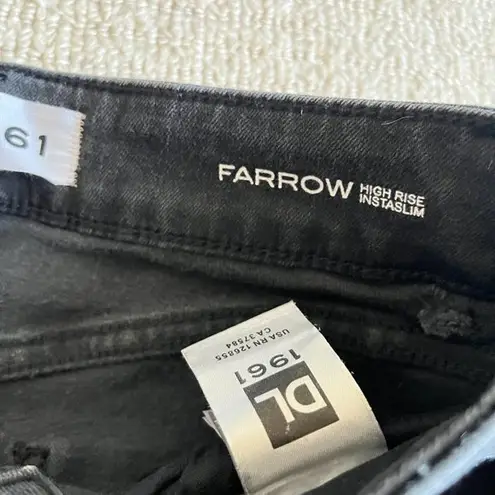 61
FARROW HIGH RISE
INSTASLIM
DL
1961
USA RN 126855
CA 37584